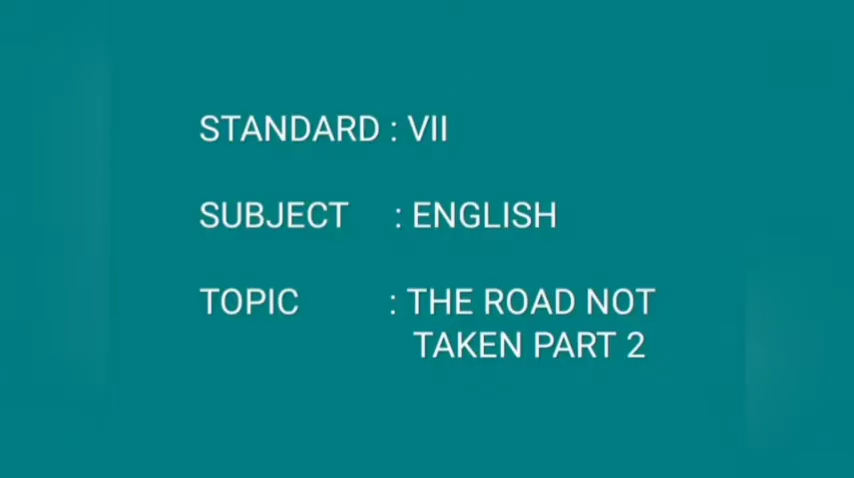 STANDARD : VII
SUBJECT : ENGLISH
TOPIC : THE ROAD NOT
TAKEN PART 2